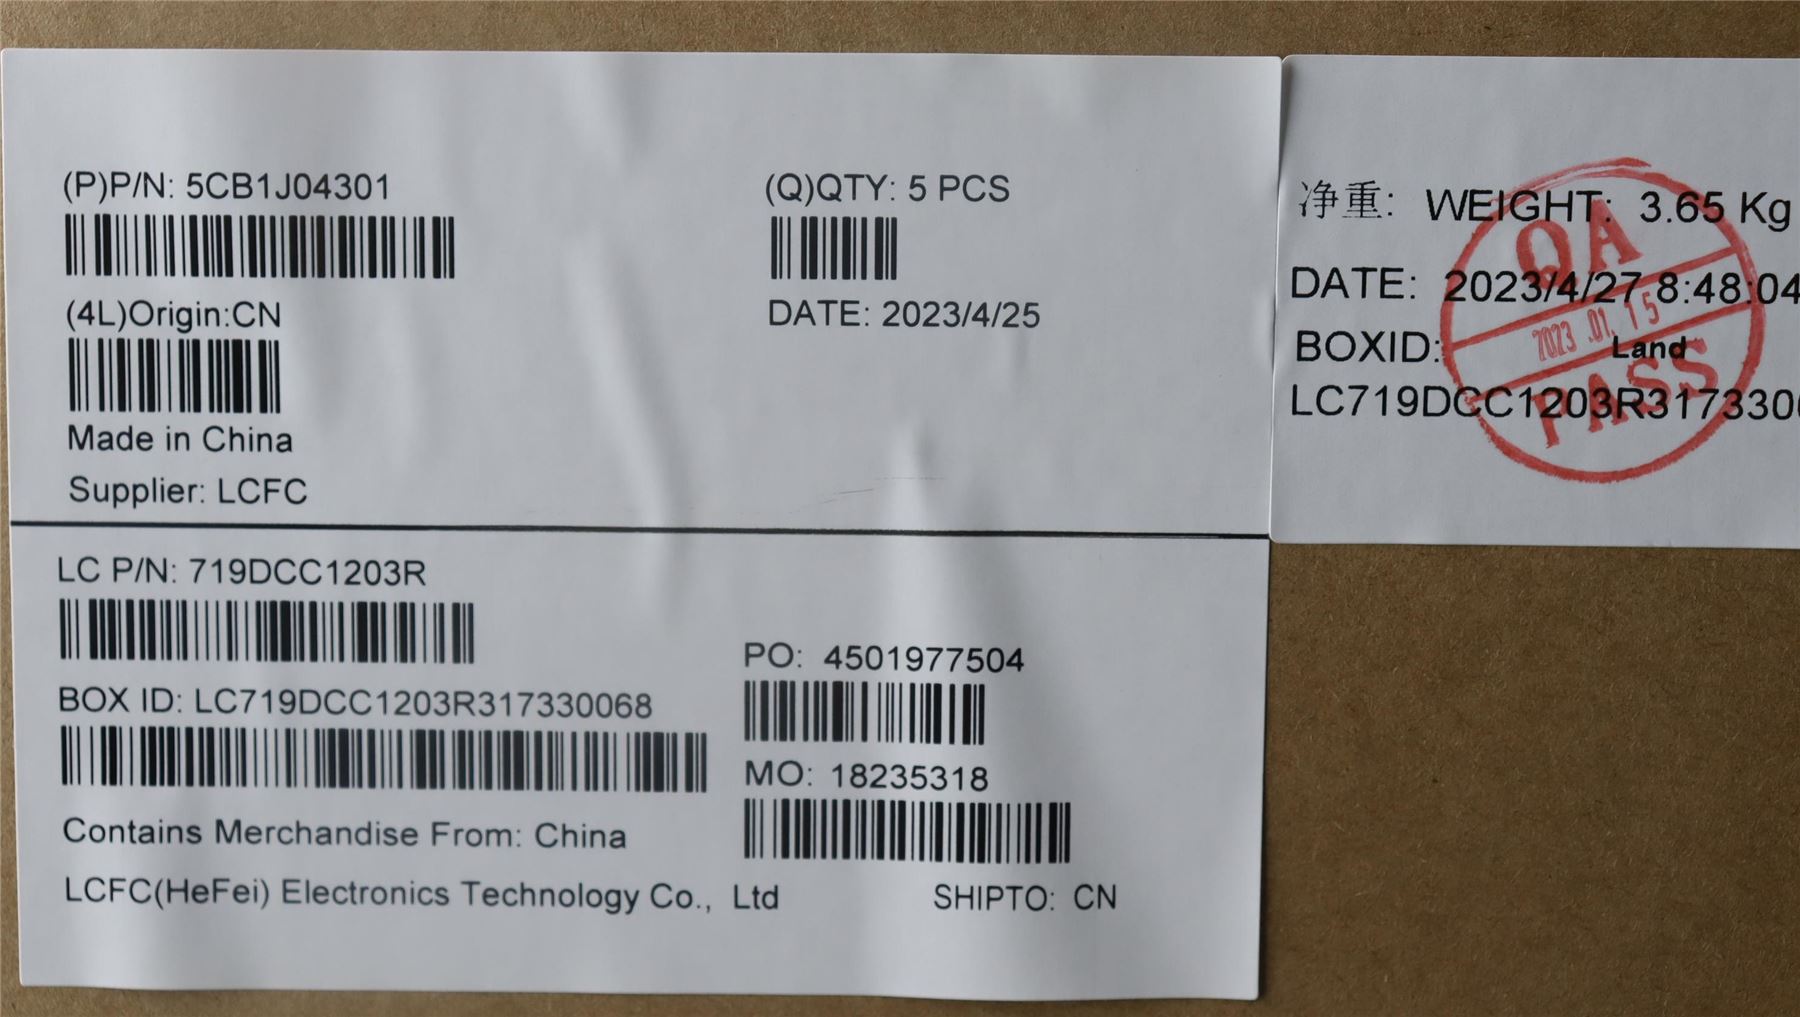 (P)P/N: 5CB1J04301
(Q)QTY: 5 PCS
(4L)Origin:CN
DATE: 2023/4/25
Made in China
Supplier: LCFC
LC P/N: 719DCC1203R
BOX ID: LC719DCC1203R317330068
PO: 4501977504
MO: 18235318
Contains Merchandise From: China
LCFC(HeFei) Electronics Technology Co., Ltd
SHIPTO: CN
净重: WEIGHT: 3.65 Kg
DATE: 2023/4/27 8:48:04
BOXID:
Land
LC719DCC1203R3173300
QA
2023.01.15
PASS